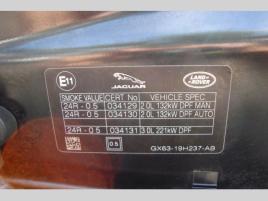 E11
JAGUAR
LAND ROVER
SMOKE VALUE CERT No VEHICLE SPEC
24R - 0.5 034129 2.0L 132kW DPF MAN
24R - 0.5 034130 2.0L 132kW DPF AUTO
24R - 0.5 034131 3.0L 221kW DPF
0.5
GX63-19H237-AB